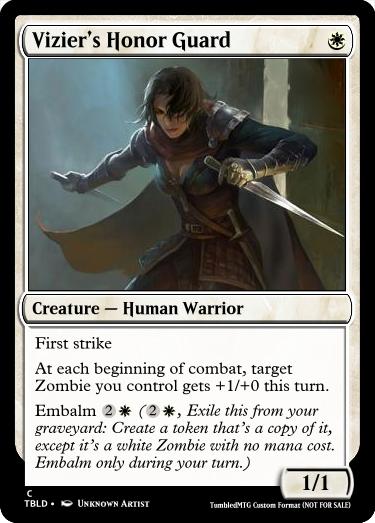 Vizier's Honor Guard
Creature — Human Warrior
First strike
At each beginning of combat, target
Zombie you control gets +1/+0 this turn.
Embalm 2 (2, Exile this from your
graveyard: Create a token that's a copy of it,
except it's a white Zombie with no mana cost.
Embalm only during your turn.)
1/1
C
TBLD • Unknown Artist
TumbledMTG Custom Format (NOT FOR SALE)